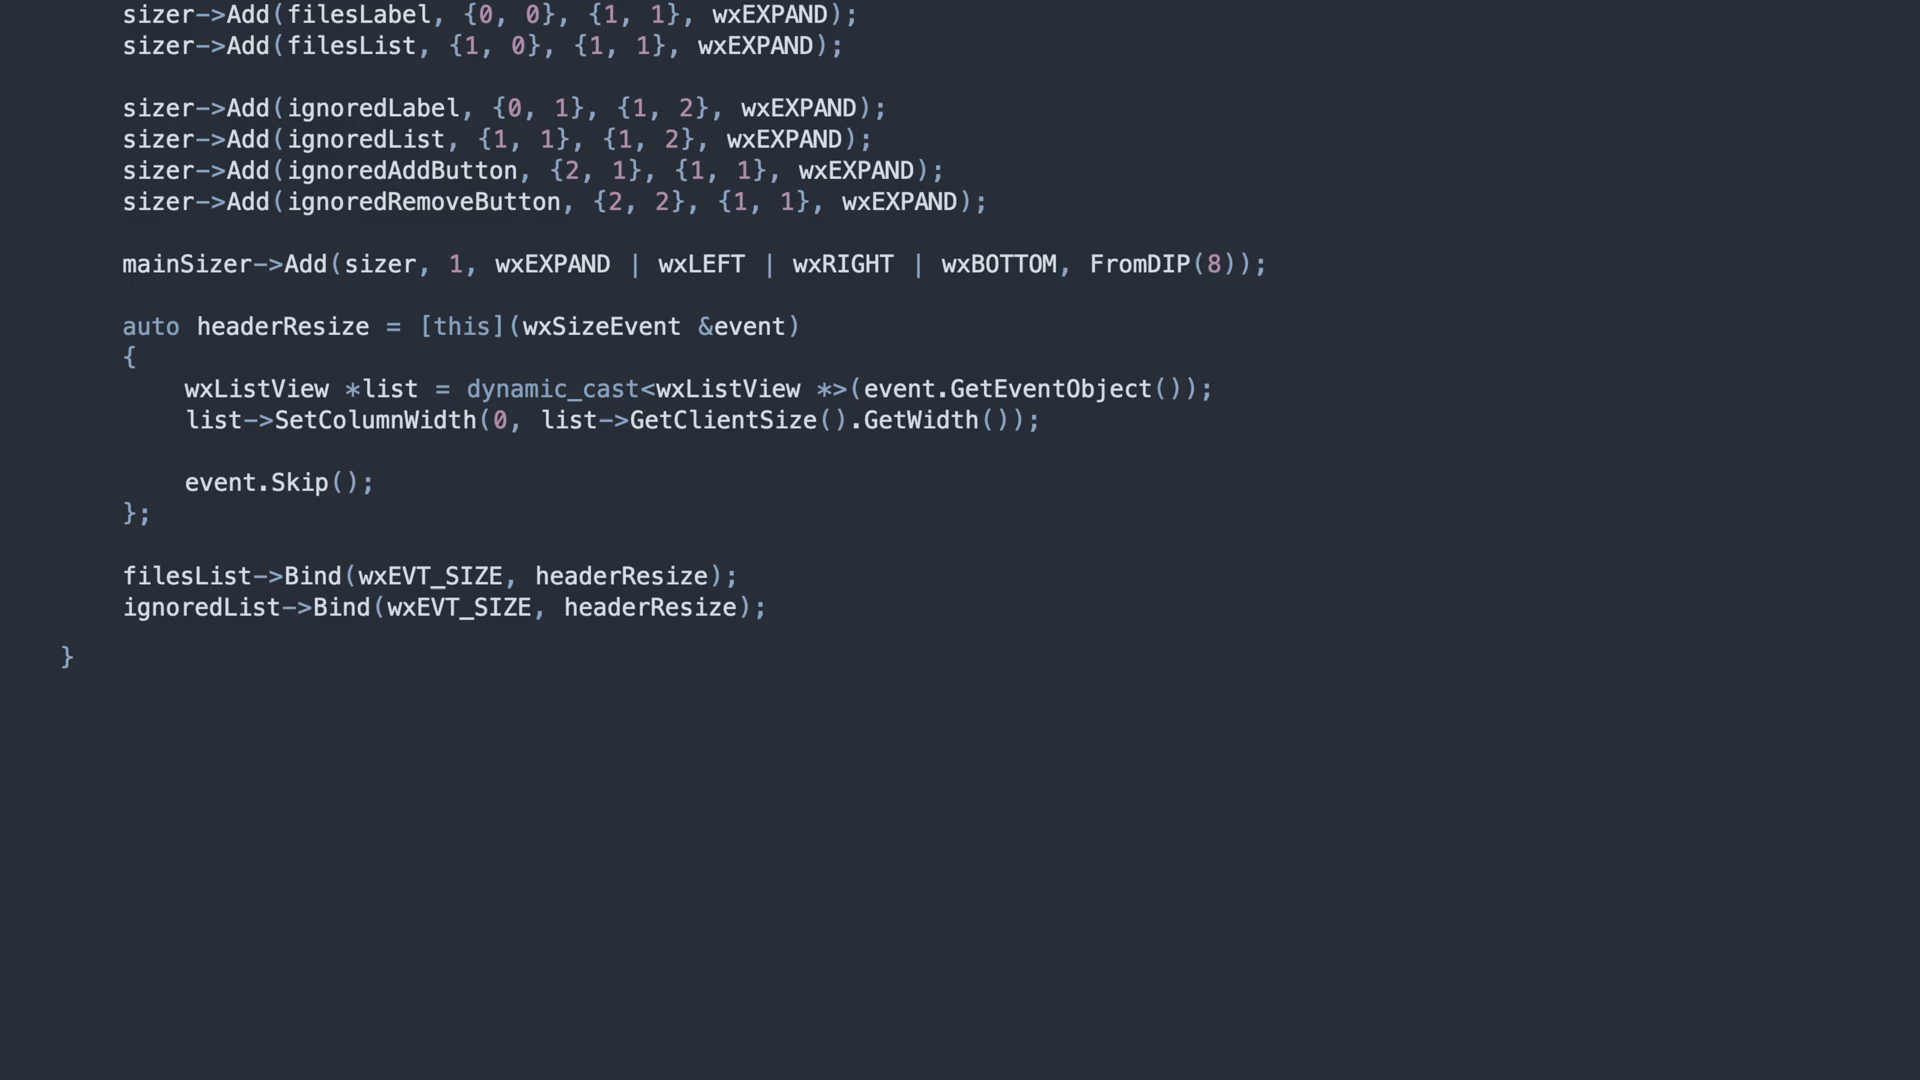 sizer->Add(filesLabel, {0, 0}, {1, 1}, wxEXPAND);
sizer->Add(filesList, {1, 0}, {1, 1}, wxEXPAND);
sizer->Add(ignoredLabel, {0, 1}, {1, 2}, wxEXPAND);
sizer->Add(ignoredList, {1, 1}, {1, 2}, wxEXPAND);
sizer->Add(ignoredAddButton, {2, 1}, {1, 1}, wxEXPAND);
sizer->Add(ignoredRemoveButton, {2, 2}, {1, 1}, wxEXPAND);
mainSizer->Add(sizer, 1, wxEXPAND | wxLEFT | wxRIGHT | wxBOTTOM, FromDIP(8));
auto headerResize = [this](wxSizeEvent &event)
{
wxListView *list = dynamic_cast<wxListView *>(event.GetEventObject());
list->SetColumnWidth(0, list->GetClientSize().GetWidth());
event.Skip();
};
filesList->Bind(wxEVT_SIZE, headerResize);
ignoredList->Bind(wxEVT_SIZE, headerResize);
}